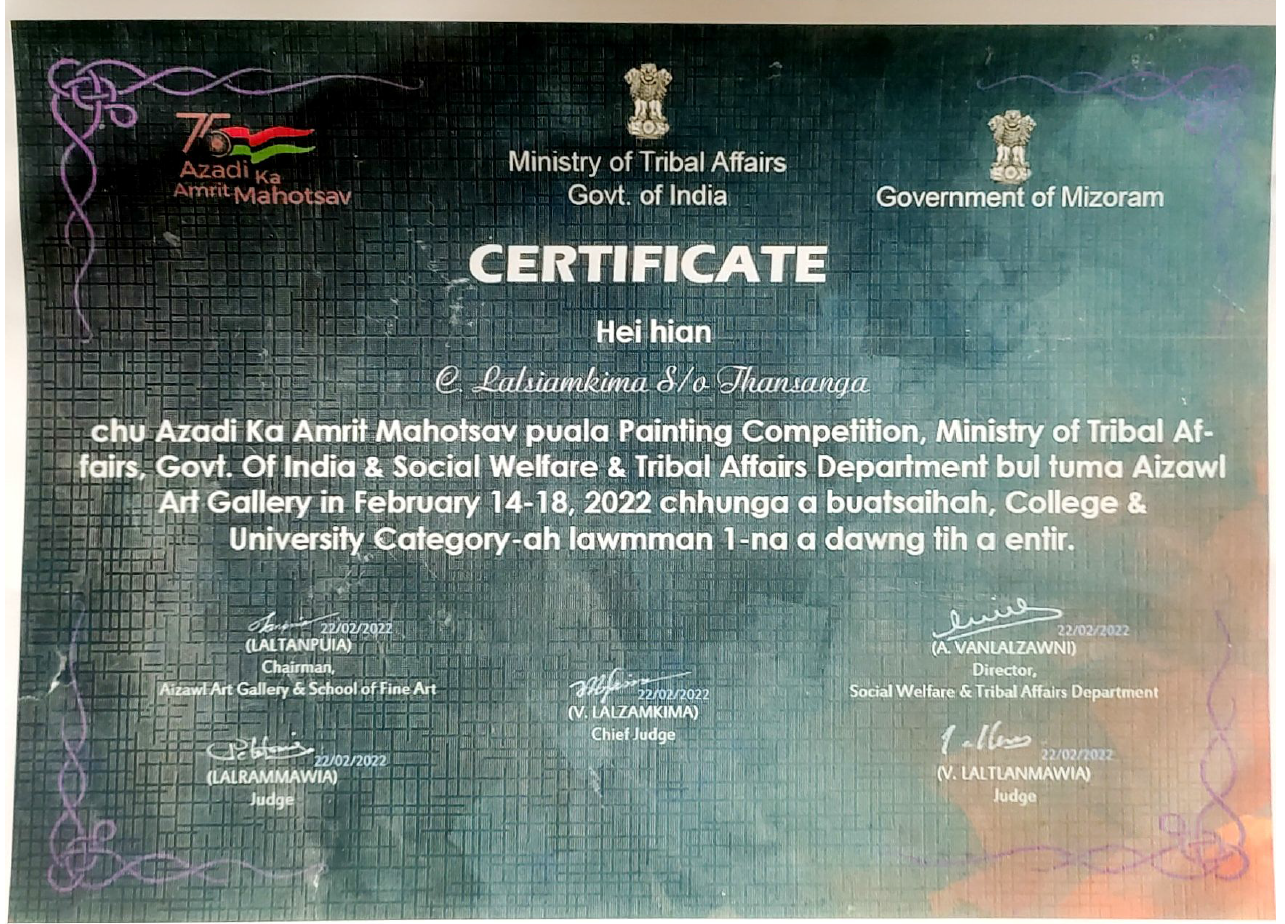 75
Azadi Ka
Amrit Mahotsav
Ministry of Tribal Affairs
Govt. of India
Government of Mizoram
CERTIFICATE
Hei hian
C. Lalsiamkima S/o Thansanga
chu Azadi Ka Amrit Mahotsav puala Painting Competition, Ministry of Tribal Af-
fairs, Govt. Of India & Social Welfare & Tribal Affairs Department bul tuma Aizawl
Art Gallery in February 14-18, 2022 chhunga a buatsaihah, College &
University Category-ah lawmman 1-na a dawng tih a entir.
22/02/2022
(LALTANPUIA)
Chairman,
Aizawl Art Gallery & School of Fine Art
22/02/2022
(A. VANLALZAWNI)
Director,
Social Welfare & Tribal Affairs Department
22/02/2022
(V. LALZAMKIMA)
Chief Judge
22/02/2022
(LALRAMMAWIA)
Judge
22/02/2022
(V. LALTLANMAWIA)
Judge